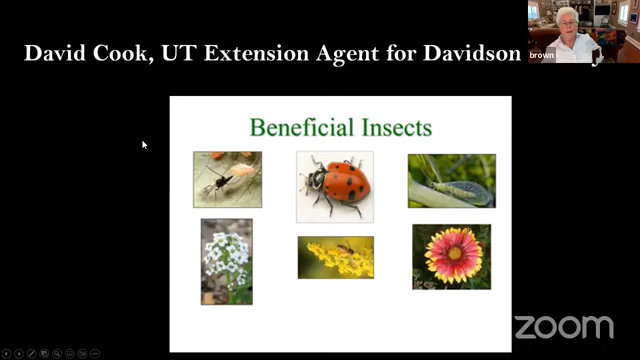 David Cook, UT Extension Agent for Davidson
brown
Beneficial Insects
zoom